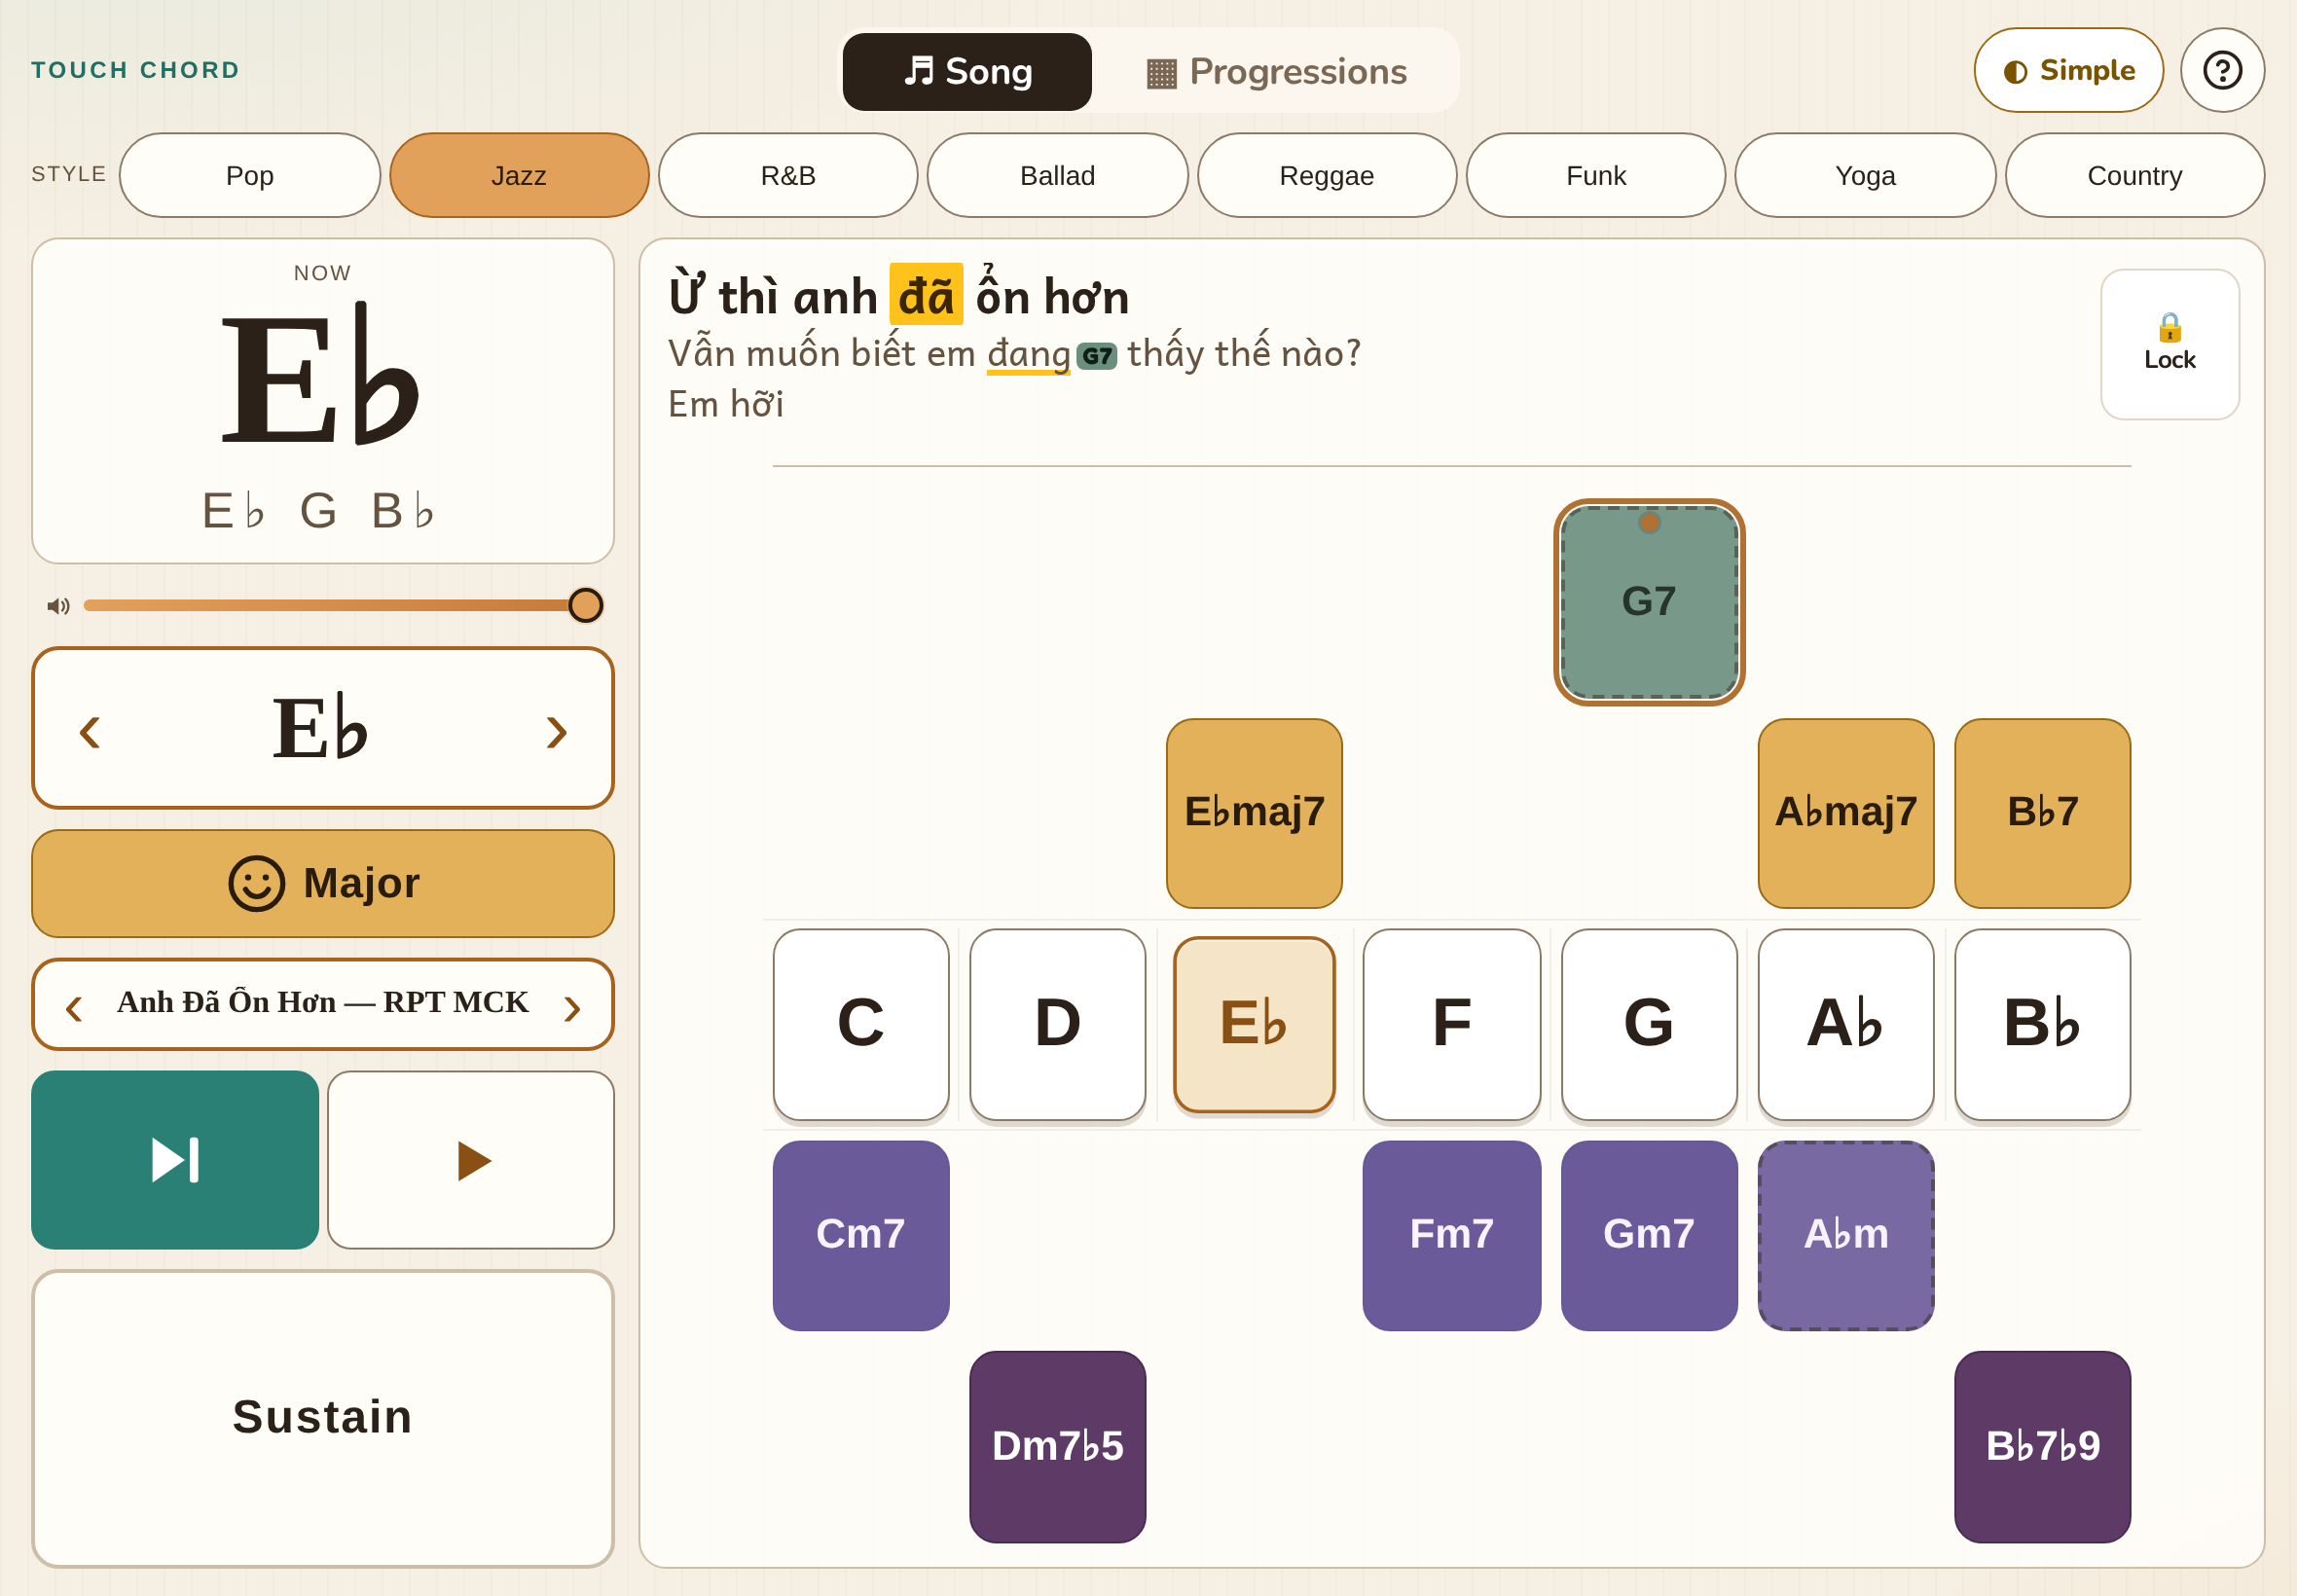 TOUCH CHORD
Song
Progressions
Simple
STYLE
Pop
Jazz
R&B
Ballad
Reggae
Funk
Yoga
Country
NOW
E♭
E♭ G B♭
E♭
Major
Anh Đã Ổn Hơn — RPT MCK
Sustain
Ừ thì anh đã ổn hơn
Vẫn muốn biết em đang G7 thấy thế nào?
Em hỡi
Lock
G7
E♭maj7
A♭maj7
B♭7
C
D
E♭
F
G
A♭
B♭
Cm7
Fm7
Gm7
A♭m
Dm7♭5
B♭7♭9